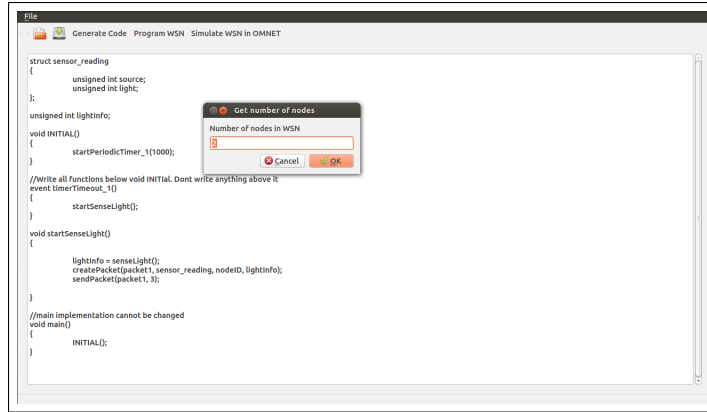 File
Generate Code Program WSN Simulate WSN in OMNET
struct sensor_reading
{
unsigned int source;
unsigned int light;
};
unsigned int lightInfo;
void INITIAL()
{
startPeriodicTimer_1(1000);
}
//Write all functions below void INITIal. Dont write anything above it
event timerTimeout_1()
{
startSenseLight();
}
void startSenseLight()
{
lightInfo = senseLight();
createPacket(packet1, sensor_reading, nodeID, lightInfo);
sendPacket(packet1, 3);
}
//main implementation cannot be changed
void main()
{
INITIAL();
}
Get number of nodes
Number of nodes in WSN
2
Cancel OK